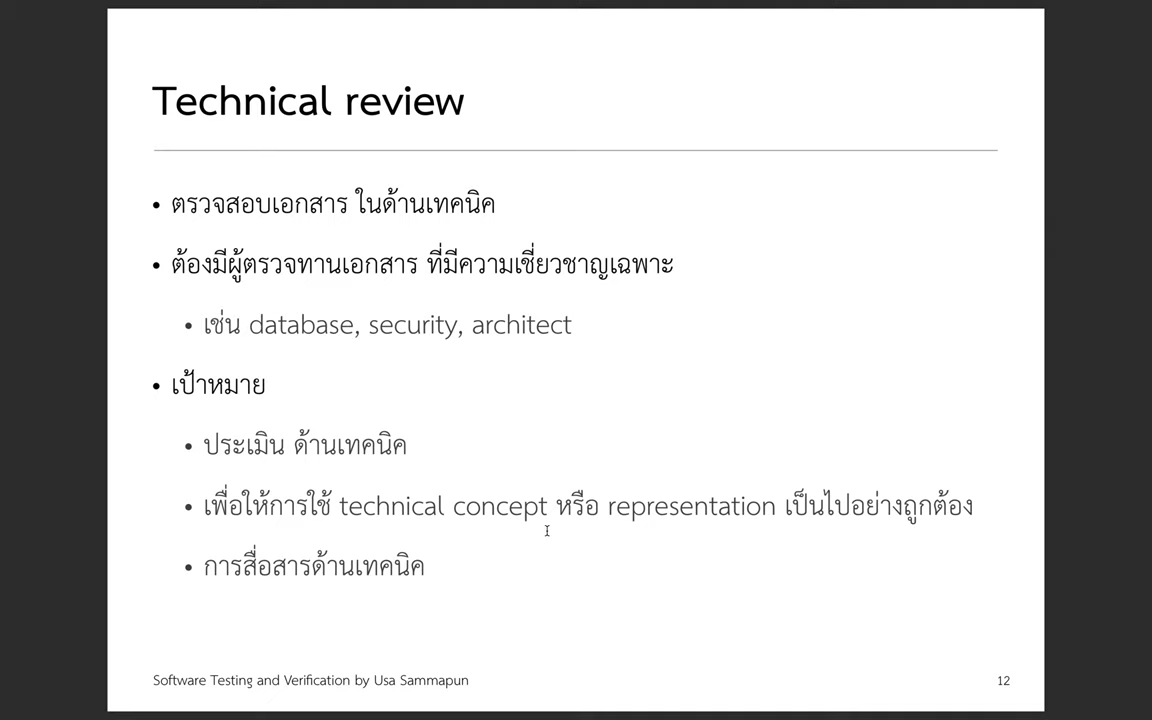 Technical review
• ตรวจสอบเอกสาร ในด้านเทคนิค
• ต้องมีผู้ตรวจทานเอกสาร ที่มีความเชี่ยวชาญเฉพาะ
• เช่น database, security, architect
• เป้าหมาย
• ประเมิน ด้านเทคนิค
• เพื่อให้การใช้ technical concept หรือ representation เป็นไปอย่างถูกต้อง
• การสื่อสารด้านเทคนิค
Software Testing and Verification by Usa Sammapun
12